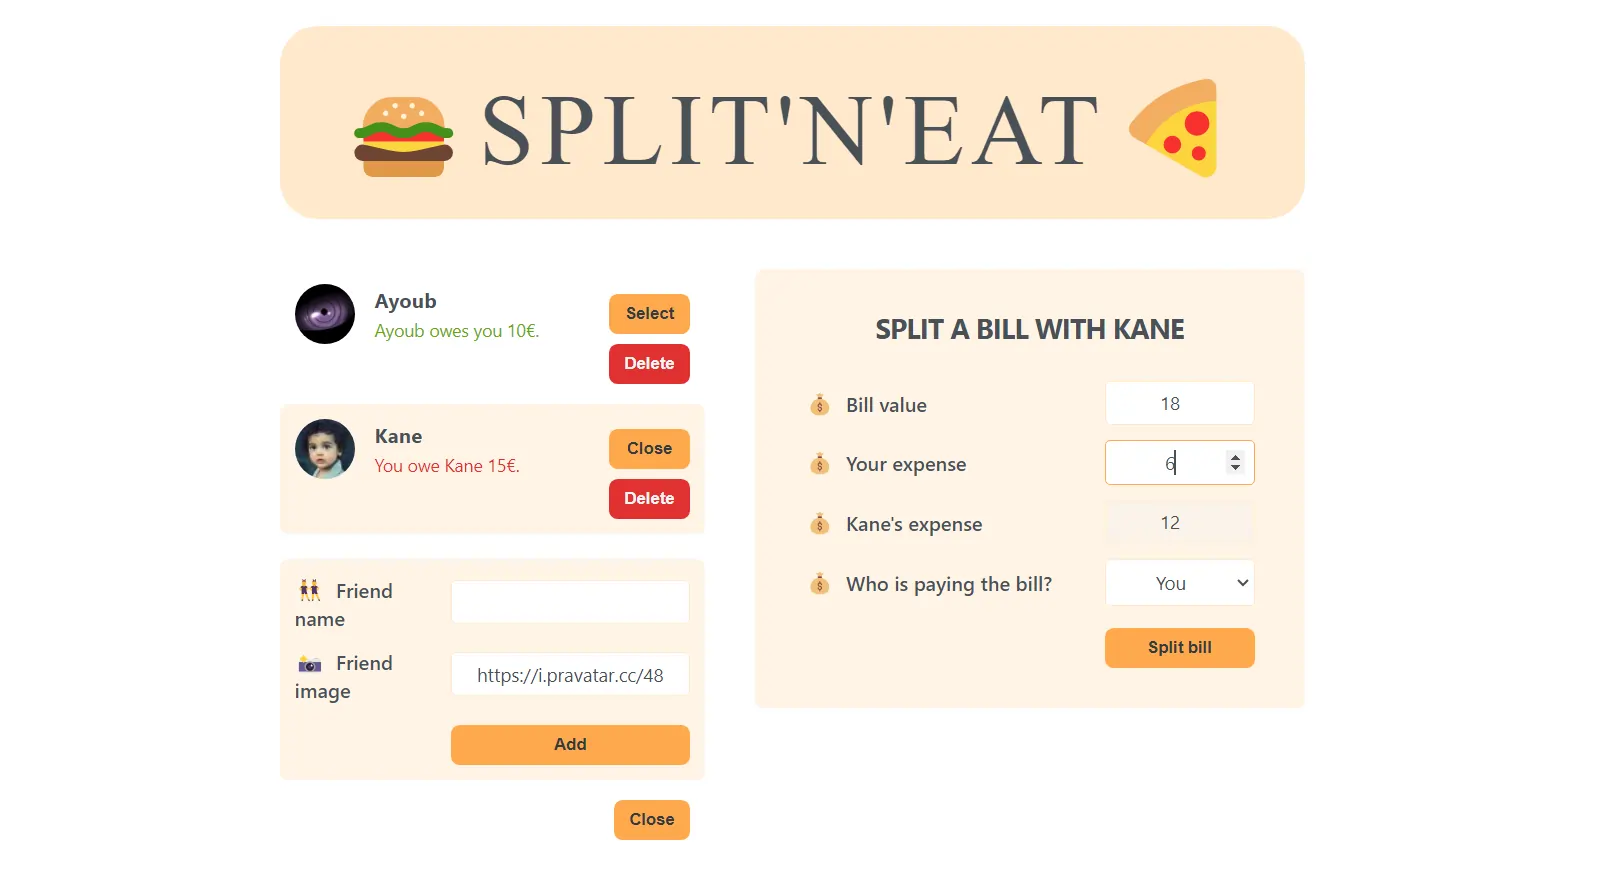 SPLIT'N'EAT
Ayoub
Ayoub owes you 10€.
Select
Delete
Kane
You owe Kane 15€.
Close
Delete
Friend
name
Friend
image
https://i.pravatar.cc/48
Add
Close
SPLIT A BILL WITH KANE
Bill value
18
Your expense
6
Kane's expense
12
Who is paying the bill?
You
Split bill